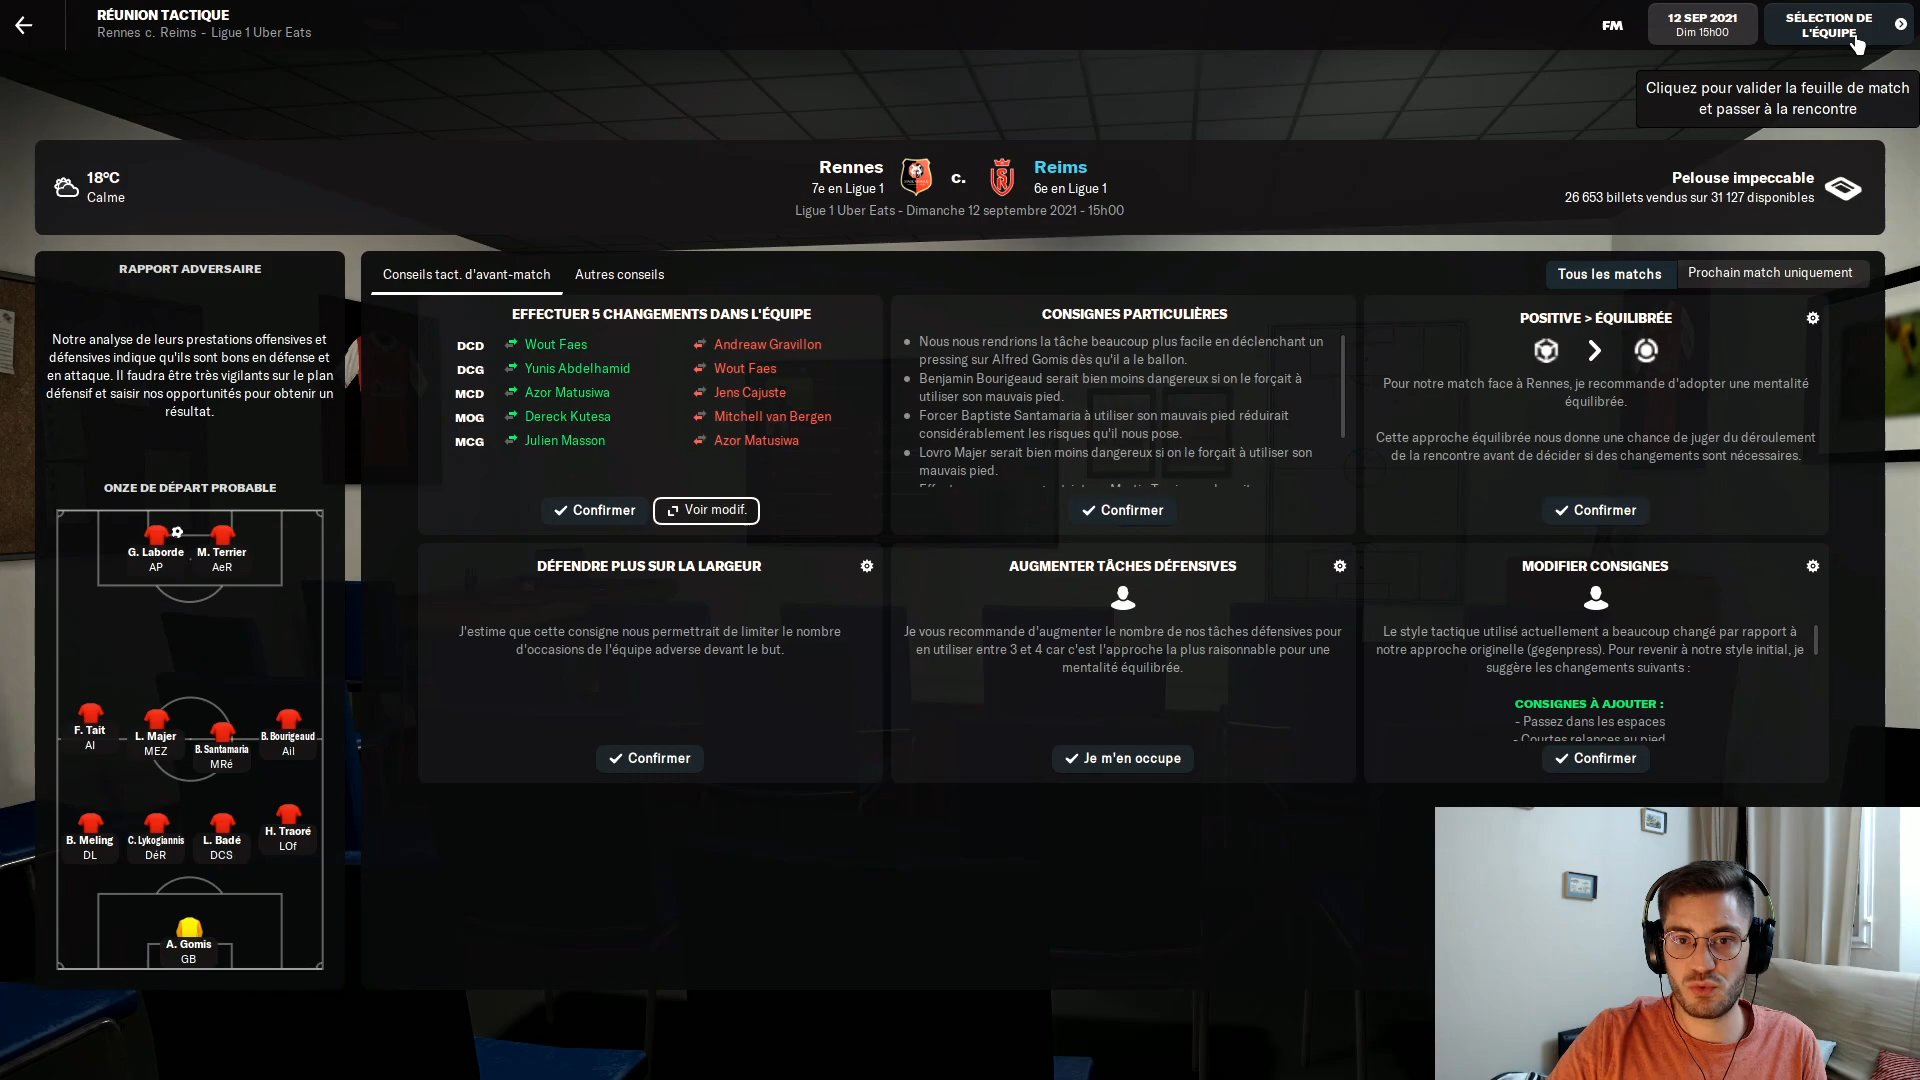 RÉUNION TACTIQUE
Rennes c. Reims - Ligue 1 Uber Eats
FM
12 SEP 2021
Dim 15h00
SÉLECTION DE
L'ÉQUIPE
Cliquez pour valider la feuille de match
et passer à la rencontre
18°C
Calme
Rennes
7e en Ligue 1
c.
Reims
6e en Ligue 1
Ligue 1 Uber Eats - Dimanche 12 septembre 2021 - 15h00
Pelouse impeccable
26 653 billets vendus sur 31 127 disponibles
RAPPORT ADVERSAIRE
Notre analyse de leurs prestations offensives et
défensives indique qu'ils sont bons en défense et
en attaque. Il faudra être très vigilants sur le plan
défensif et saisir nos opportunités pour obtenir un
résultat.
ONZE DE DÉPART PROBABLE
G. Laborde
AP
M. Terrier
AeR
F. Tait
AI
L. Majer
MEZ
B. Santamaria
MRé
B. Bourigeaud
Ail
B. Meling
DL
C. Lykogiannis
DéR
L. Badé
DCS
H. Traoré
LOf
A. Gomis
GB
Conseils tact. d'avant-match
Autres conseils
Tous les matchs
Prochain match uniquement
EFFECTUER 5 CHANGEMENTS DANS L'ÉQUIPE
DCD Wout Faes Andreaw Gravillon
DCG Yunis Abdelhamid Wout Faes
MCD Azor Matusiwa Jens Cajuste
MOG Dereck Kutesa Mitchell van Bergen
MCG Julien Masson Azor Matusiwa
Confirmer
Voir modif.
CONSIGNES PARTICULIÈRES
Nous nous rendrions la tâche beaucoup plus facile en déclenchant un
pressing sur Alfred Gomis dès qu'il a le ballon.
Benjamin Bourigeaud serait bien moins dangereux si on le forçait à
utiliser son mauvais pied.
Forcer Baptiste Santamaria à utiliser son mauvais pied réduirait
considérablement les risques qu'il nous pose.
Lovro Majer serait bien moins dangereux si on le forçait à utiliser son
mauvais pied.
Confirmer
POSITIVE > ÉQUILIBRÉE
Pour notre match face à Rennes, je recommande d'adopter une mentalité
équilibrée.
Cette approche équilibrée nous donne une chance de juger du déroulement
de la rencontre avant de décider si des changements sont nécessaires.
Confirmer
DÉFENDRE PLUS SUR LA LARGEUR
J'estime que cette consigne nous permettrait de limiter le nombre
d'occasions de l'équipe adverse devant le but.
Confirmer
AUGMENTER TÂCHES DÉFENSIVES
Je vous recommande d'augmenter le nombre de nos tâches défensives pour
en utiliser entre 3 et 4 car c'est l'approche la plus raisonnable pour une
mentalité équilibrée.
Je m'en occupe
MODIFIER CONSIGNES
Le style tactique utilisé actuellement a beaucoup changé par rapport à
notre approche originelle (gegenpress). Pour revenir à notre style initial, je
suggère les changements suivants :
CONSIGNES À AJOUTER :
- Passez dans les espaces
- Courtes relances au pied
Confirmer